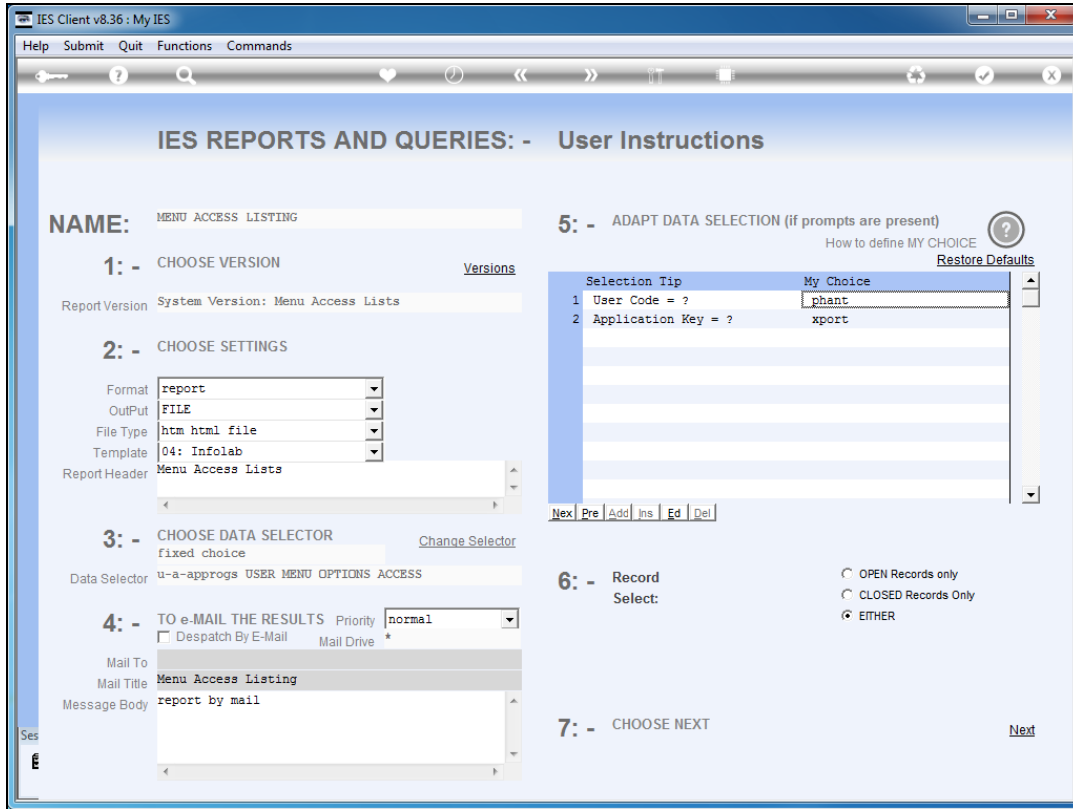 IES Client v8.36 : My IES
Help Submit Quit Functions Commands
IES REPORTS AND QUERIES: - User Instructions
NAME: MENU ACCESS LISTING
1: - CHOOSE VERSION Versions
Report Version System Version: Menu Access Lists
2: - CHOOSE SETTINGS
Format report
OutPut FILE
File Type htm html file
Template 04: Infolab
Report Header Menu Access Lists
3: - CHOOSE DATA SELECTOR Change Selector
fixed choice
Data Selector u-a-approgs USER MENU OPTIONS ACCESS
4: - TO e-MAIL THE RESULTS Priority normal
Despatch By E-Mail Mail Drive *
Mail To
Mail Title Menu Access Listing
Message Body report by mail
5: - ADAPT DATA SELECTION (if prompts are present)
How to define MY CHOICE ?
Restore Defaults
Selection Tip My Choice
1 User Code = ? phant
2 Application Key = ? xport
Nex Pre Add Ins Ed Del
6: - Record Select:
OPEN Records only
CLOSED Records Only
EITHER
7: - CHOOSE NEXT Next
Ses